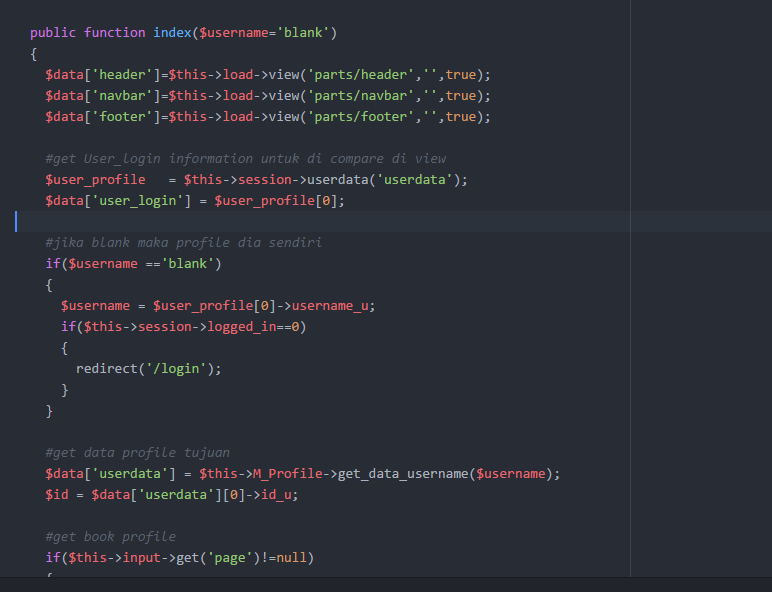 public function index($username='blank')
{
$data['header']=$this->load->view('parts/header','',true);
$data['navbar']=$this->load->view('parts/navbar','',true);
$data['footer']=$this->load->view('parts/footer','',true);
#get User_login information untuk di compare di view
$user_profile   = $this->session->userdata('userdata');
$data['user_login'] = $user_profile[0];
#jika blank maka profile dia sendiri
if($username =='blank')
{
$username = $user_profile[0]->username_u;
if($this->session->logged_in==0)
{
redirect('/login');
}
}
#get data profile tujuan
$data['userdata'] = $this->M_Profile->get_data_username($username);
$id = $data['userdata'][0]->id_u;
#get book profile
if($this->input->get('page')!=null)
{